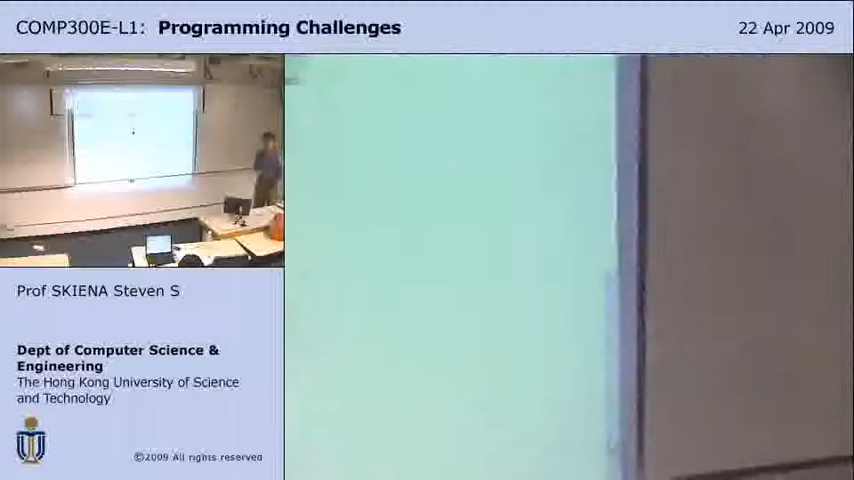 COMP300E-L1: Programming Challenges
22 Apr 2009
Prof SKIENA Steven S
Dept of Computer Science &
Engineering
The Hong Kong University of Science
and Technology
©2009 All rights reserved